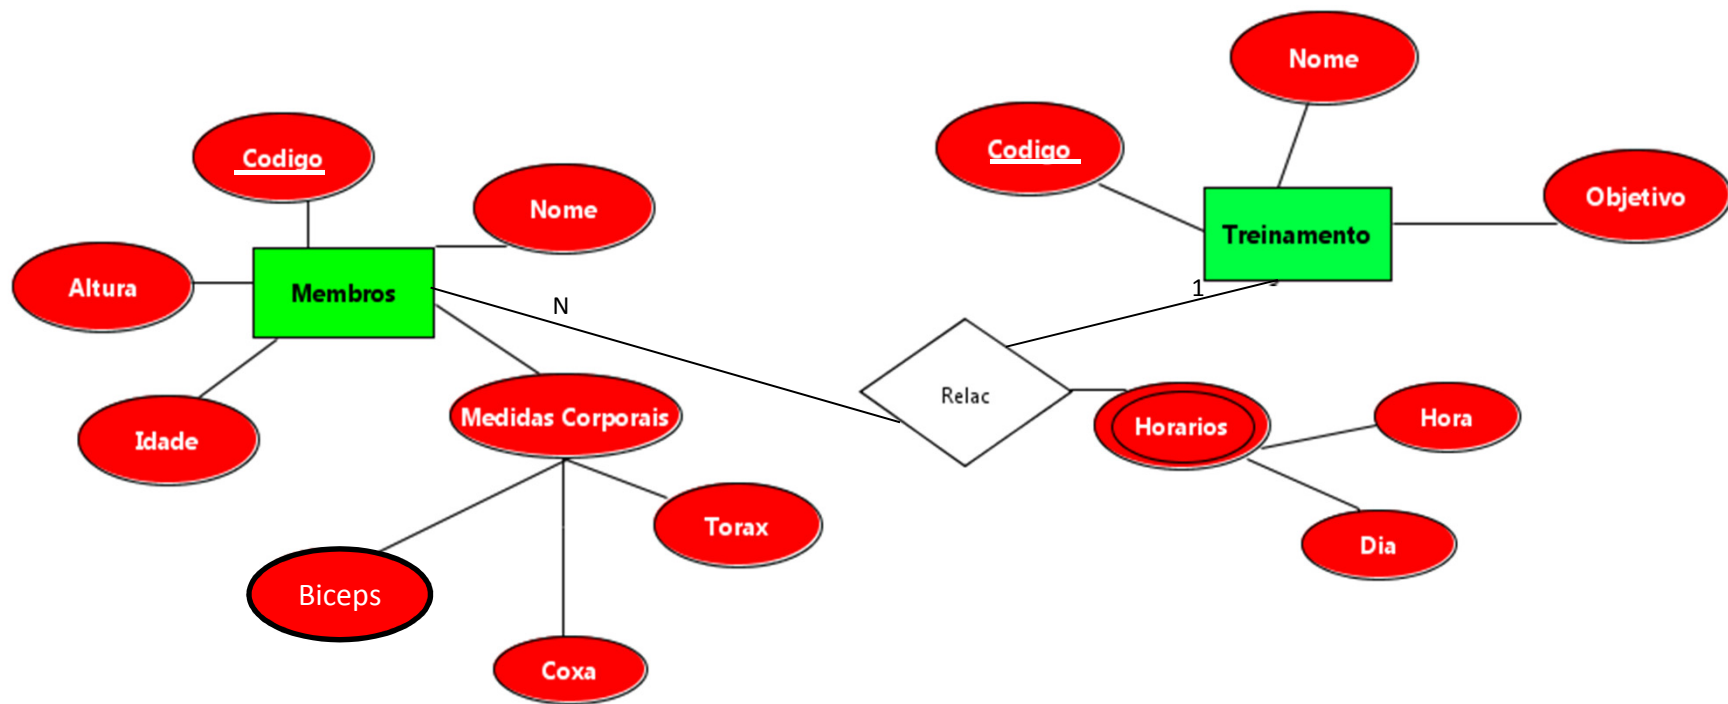 Nome
Codigo
Codigo
Objetivo
Nome
Treinamento
Altura
Membros
1
N
Relac
Medidas Corporais
Horarios
Hora
Idade
Torax
Dia
Biceps
Coxa